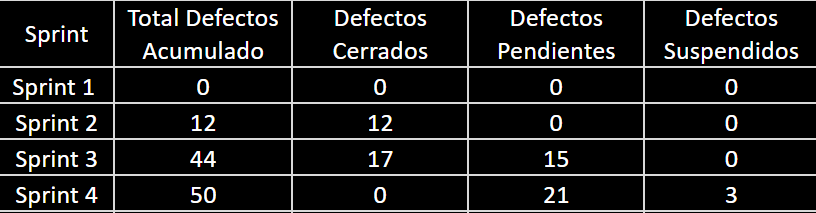 Sprint Total Defectos Acumulado Defectos Cerrados Defectos Pendientes Defectos Suspendidos
Sprint 1 0 0 0 0
Sprint 2 12 12 0 0
Sprint 3 44 17 15 0
Sprint 4 50 0 21 3